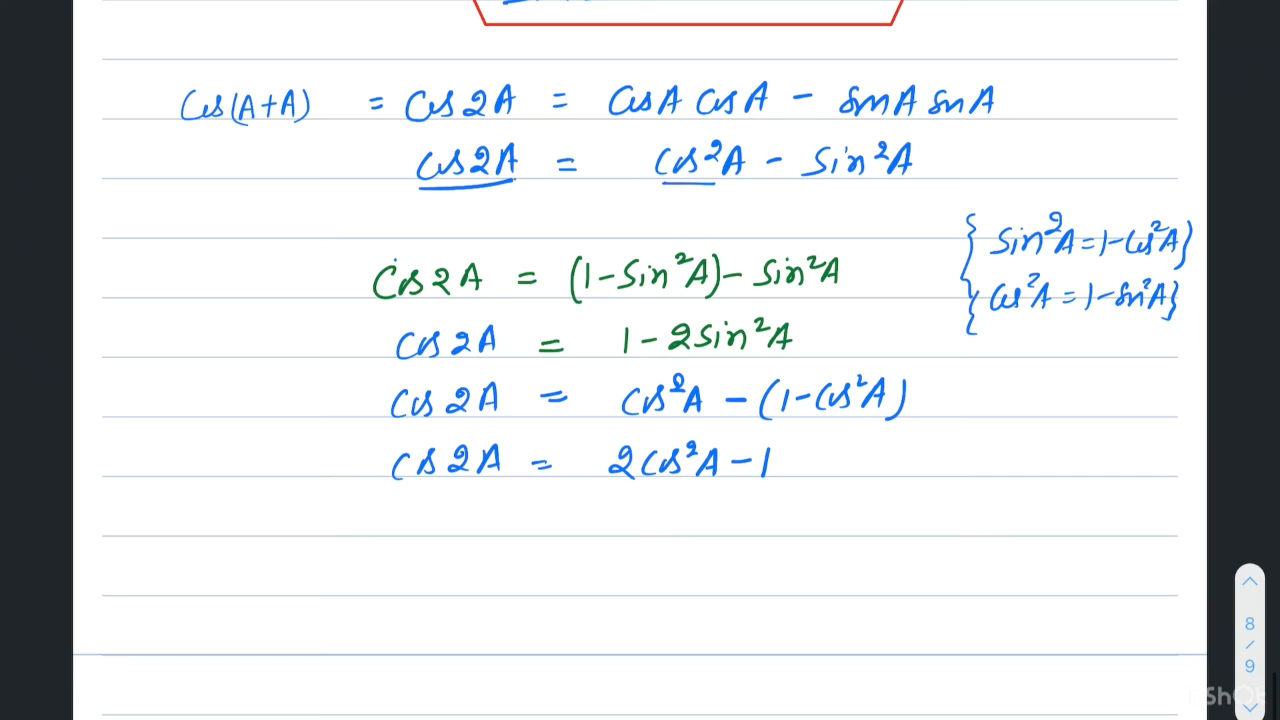 Cos(A+A) = Cos2A = CosA CosA - SinA SinA
Cos2A = Cos²A - Sin²A
{ Sin²A = 1-Cos²A}
Cos2A = (1-Sin²A) - Sin²A
{ Cos²A = 1-Sin²A}
Cos2A = 1 - 2Sin²A
Cos2A = Cos²A - (1-Cos²A)
Cos2A = 2Cos²A - 1
8
/
9